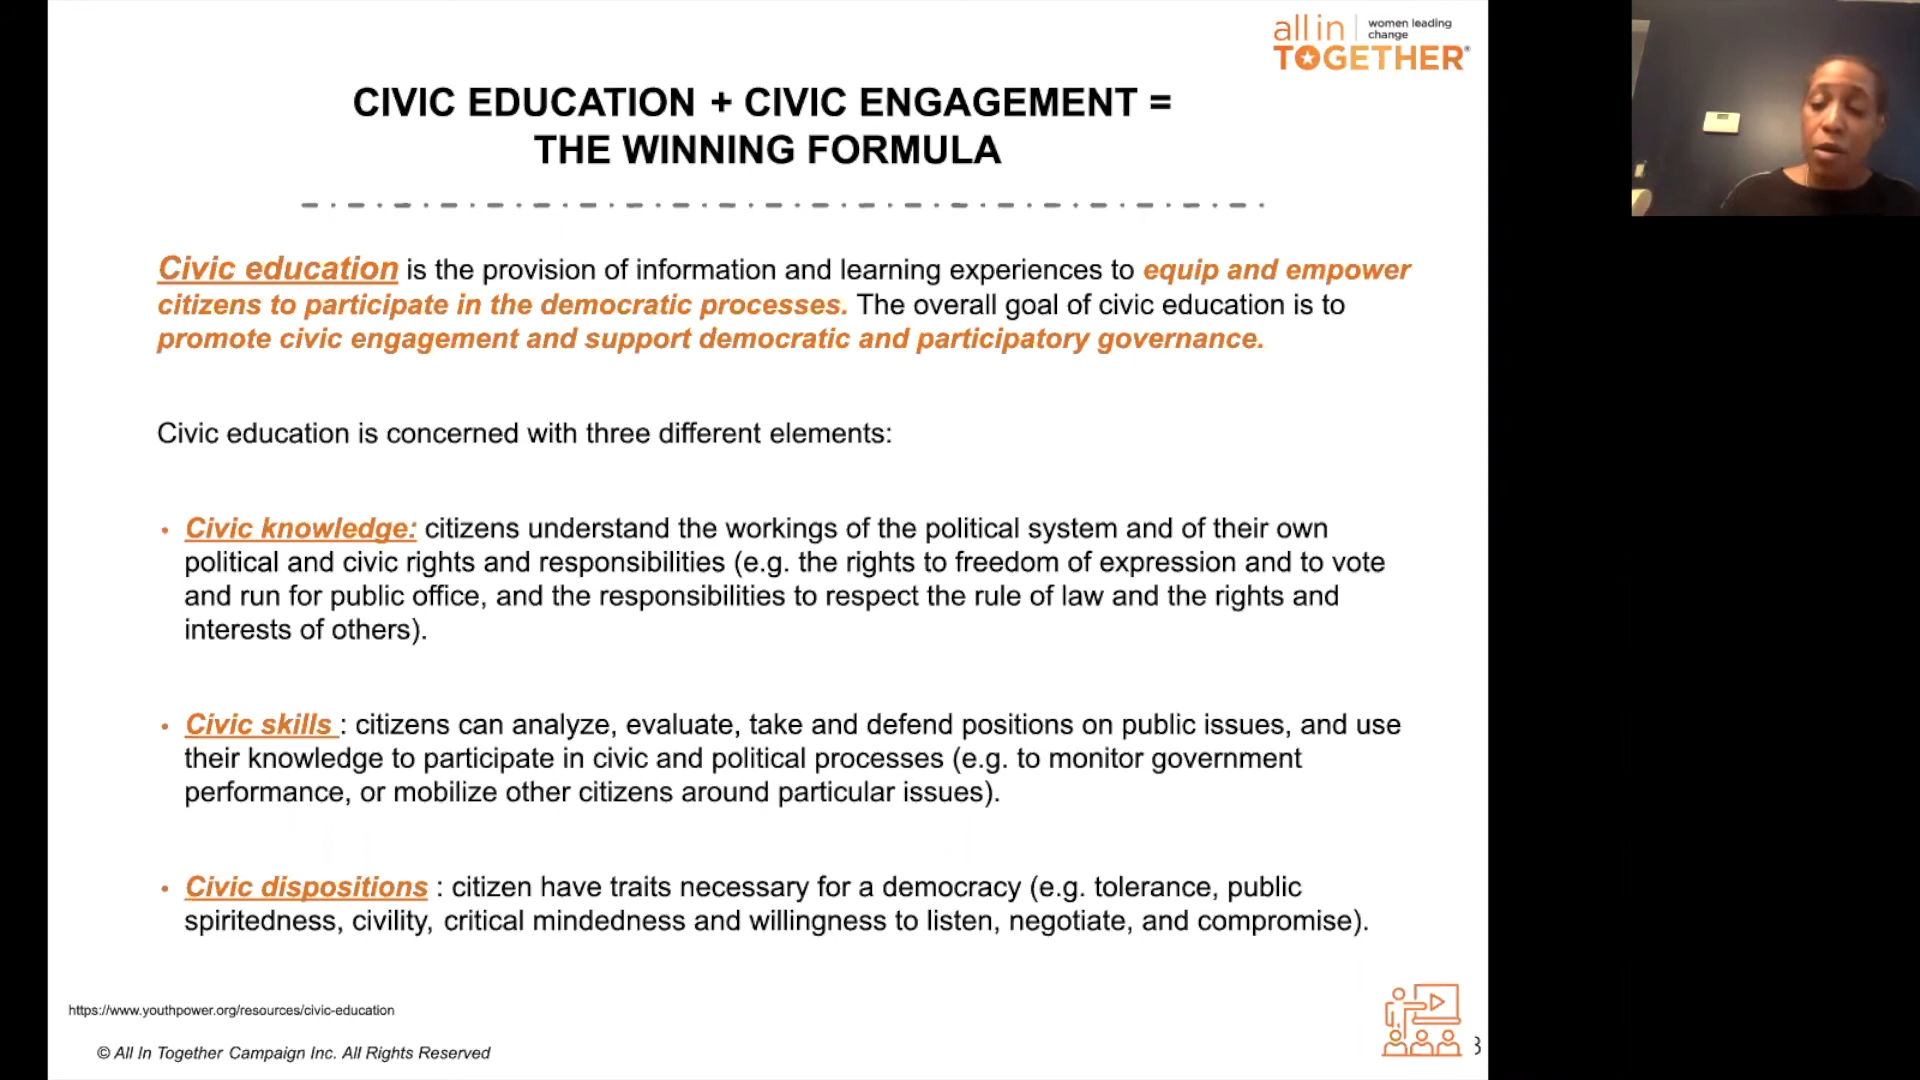 all in women leading
change
TOGETHER®
CIVIC EDUCATION + CIVIC ENGAGEMENT =
THE WINNING FORMULA
Civic education is the provision of information and learning experiences to equip and empower
citizens to participate in the democratic processes. The overall goal of civic education is to
promote civic engagement and support democratic and participatory governance.
Civic education is concerned with three different elements:
• Civic knowledge: citizens understand the workings of the political system and of their own
political and civic rights and responsibilities (e.g. the rights to freedom of expression and to vote
and run for public office, and the responsibilities to respect the rule of law and the rights and
interests of others).
• Civic skills : citizens can analyze, evaluate, take and defend positions on public issues, and use
their knowledge to participate in civic and political processes (e.g. to monitor government
performance, or mobilize other citizens around particular issues).
• Civic dispositions : citizen have traits necessary for a democracy (e.g. tolerance, public
spiritedness, civility, critical mindedness and willingness to listen, negotiate, and compromise).
https://www.youthpower.org/resources/civic-education
© All In Together Campaign Inc. All Rights Reserved